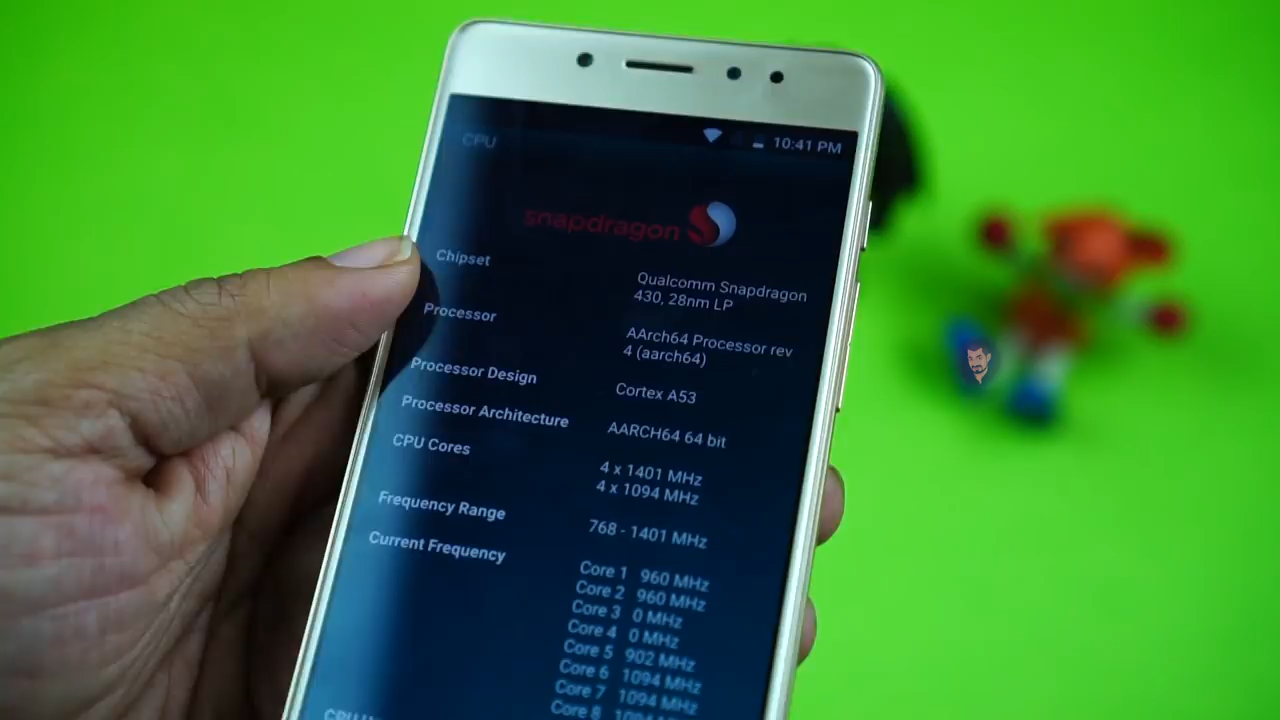 10:41 PM
CPU
snapdragon
Chipset
Qualcomm Snapdragon
430, 28nm LP
Processor
AArch64 Processor rev
4 (aarch64)
Processor Design
Cortex A53
Processor Architecture
AARCH64 64 bit
CPU Cores
4 x 1401 MHz
4 x 1094 MHz
Frequency Range
768 - 1401 MHz
Current Frequency
Core 1 960 MHz
Core 2 960 MHz
Core 3 0 MHz
Core 4 0 MHz
Core 5 902 MHz
Core 6 1094 MHz
Core 7 1094 MHz
Core 8 1094 MHz
CPU